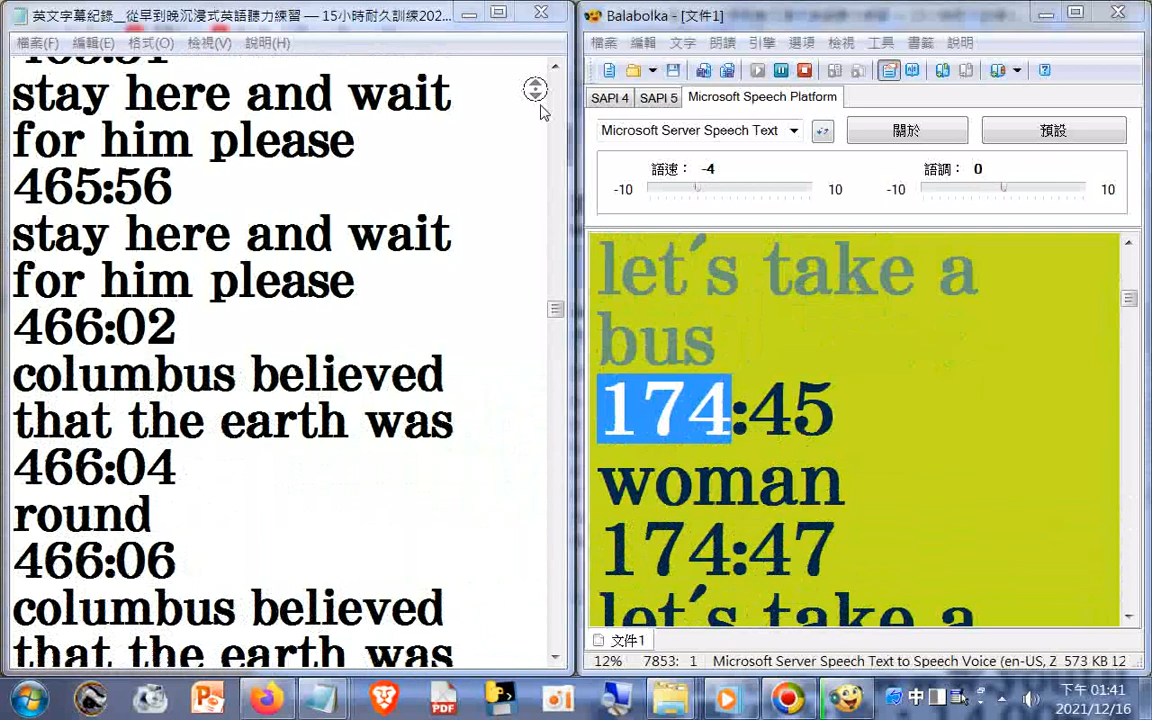 英文字幕紀錄__從早到晚沉浸式英語聽力練習 — 15小時耐久訓練202...
檔案(F) 編輯(E) 格式(O) 檢視(V) 說明(H)
stay here and wait
for him please
465:56
stay here and wait
for him please
466:02
columbus believed
that the earth was
466:04
round
466:06
columbus believed
that the earth was
Balabolka - [文件1]
檔案 編輯 文字 朗讀 引擎 選項 檢視 工具 書籤 說明
SAPI 4 SAPI 5 Microsoft Speech Platform
Microsoft Server Speech Text 關於 預設
語速： -4 語調： 0
-10 10 -10 10
let's take a
bus
174:45
woman
174:47
let's take a
文件1
12% 7853: 1 Microsoft Server Speech Text to Speech Voice (en-US, Z 573 KB 12
PDF 中 下午 01:41
2021/12/16